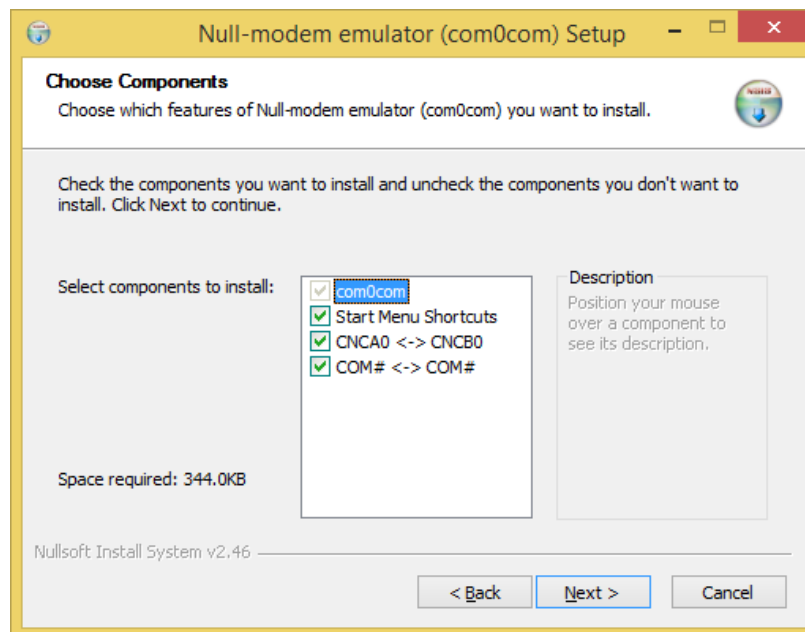 Null-modem emulator (com0com) Setup
Choose Components
Choose which features of Null-modem emulator (com0com) you want to install.
Check the components you want to install and uncheck the components you don't want to
install. Click Next to continue.
Select components to install:
com0com
Start Menu Shortcuts
CNCA0 <-> CNCB0
COM# <-> COM#
Description
Position your mouse
over a component to
see its description.
Space required: 344.0KB
Nullsoft Install System v2.46
< Back
Next >
Cancel